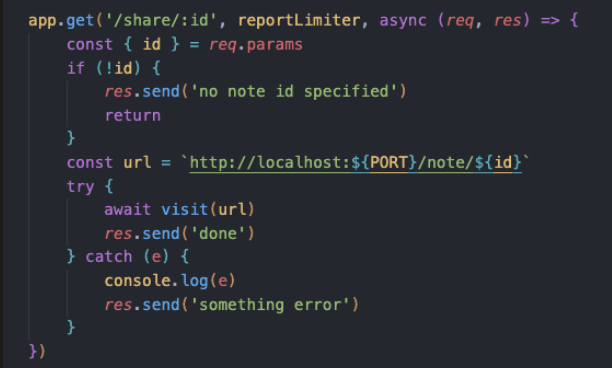 app.get('/share/:id', reportLimiter, async (req, res) => {
    const { id } = req.params
    if (!id) {
        res.send('no note id specified')
        return
    }
    const url = `http://localhost:${PORT}/note/${id}`
    try {
        await visit(url)
        res.send('done')
    } catch (e) {
        console.log(e)
        res.send('something error')
    }
})